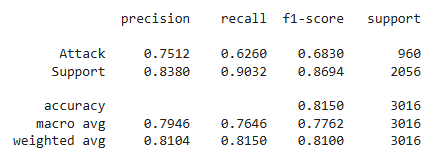 precision recall f1-score support
Attack 0.7512 0.6260 0.6830 960
Support 0.8380 0.9032 0.8694 2056
accuracy 0.8150 3016
macro avg 0.7946 0.7646 0.7762 3016
weighted avg 0.8104 0.8150 0.8100 3016